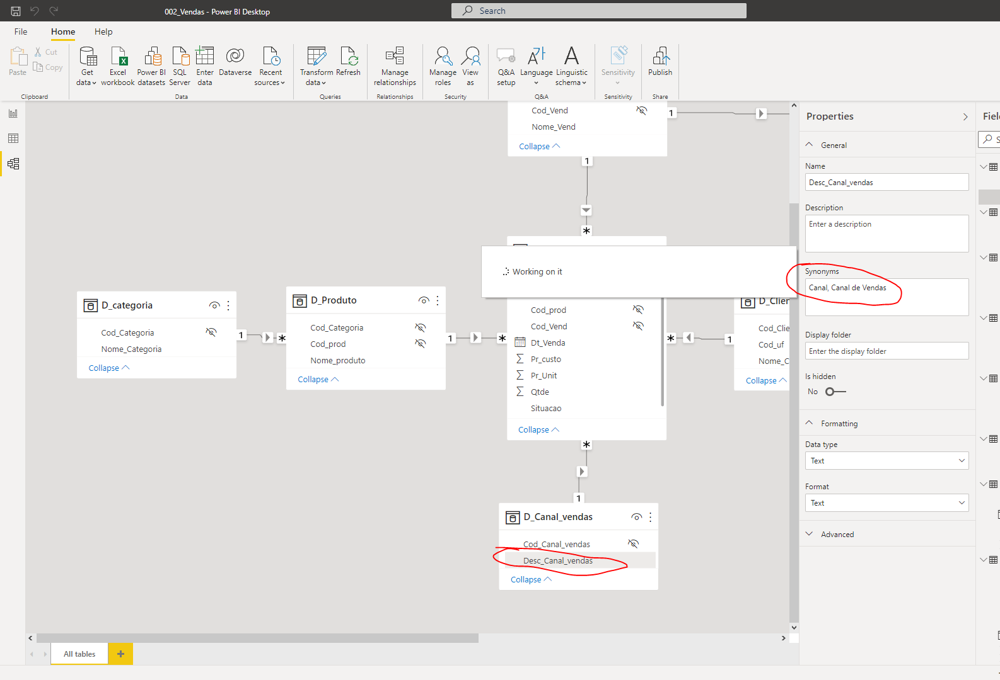 002_Vendas - Power BI Desktop
Search
File Home Help
Paste
Cut
Copy
Clipboard
Get data
Excel workbook
Power BI datasets
SQL Server
Enter data
Dataverse
Recent sources
Data
Transform data
Refresh
Queries
Manage relationships
Relationships
Manage roles
View as
Security
Q&A setup
Language
Linguistic schema
Q&A
Sensitivity
Sensitivity
Publish
Share
Cod_Vend
Nome_Vend
Collapse
1
1
*
Working on it
D_categoria
Cod_Categoria
Nome_Categoria
Collapse
1
*
D_Produto
Cod_Categoria
Cod_prod
Nome_produto
Collapse
1
*
Cod_prod
Cod_Vend
Dt_Venda
Pr_custo
Pr_Unit
Qtde
Situacao
Collapse
*
1
D_Clien
Cod_Clie
Cod_uf
Nome_C
Collapse
*
1
D_Canal_vendas
Cod_Canal_vendas
Desc_Canal_vendas
Collapse
Properties
General
Name
Desc_Canal_vendas
Description
Enter a description
Synonyms
Canal, Canal de Vendas
Display folder
Enter the display folder
Is hidden
No
Formatting
Data type
Text
Format
Text
Advanced
Fiel
S
All tables
+